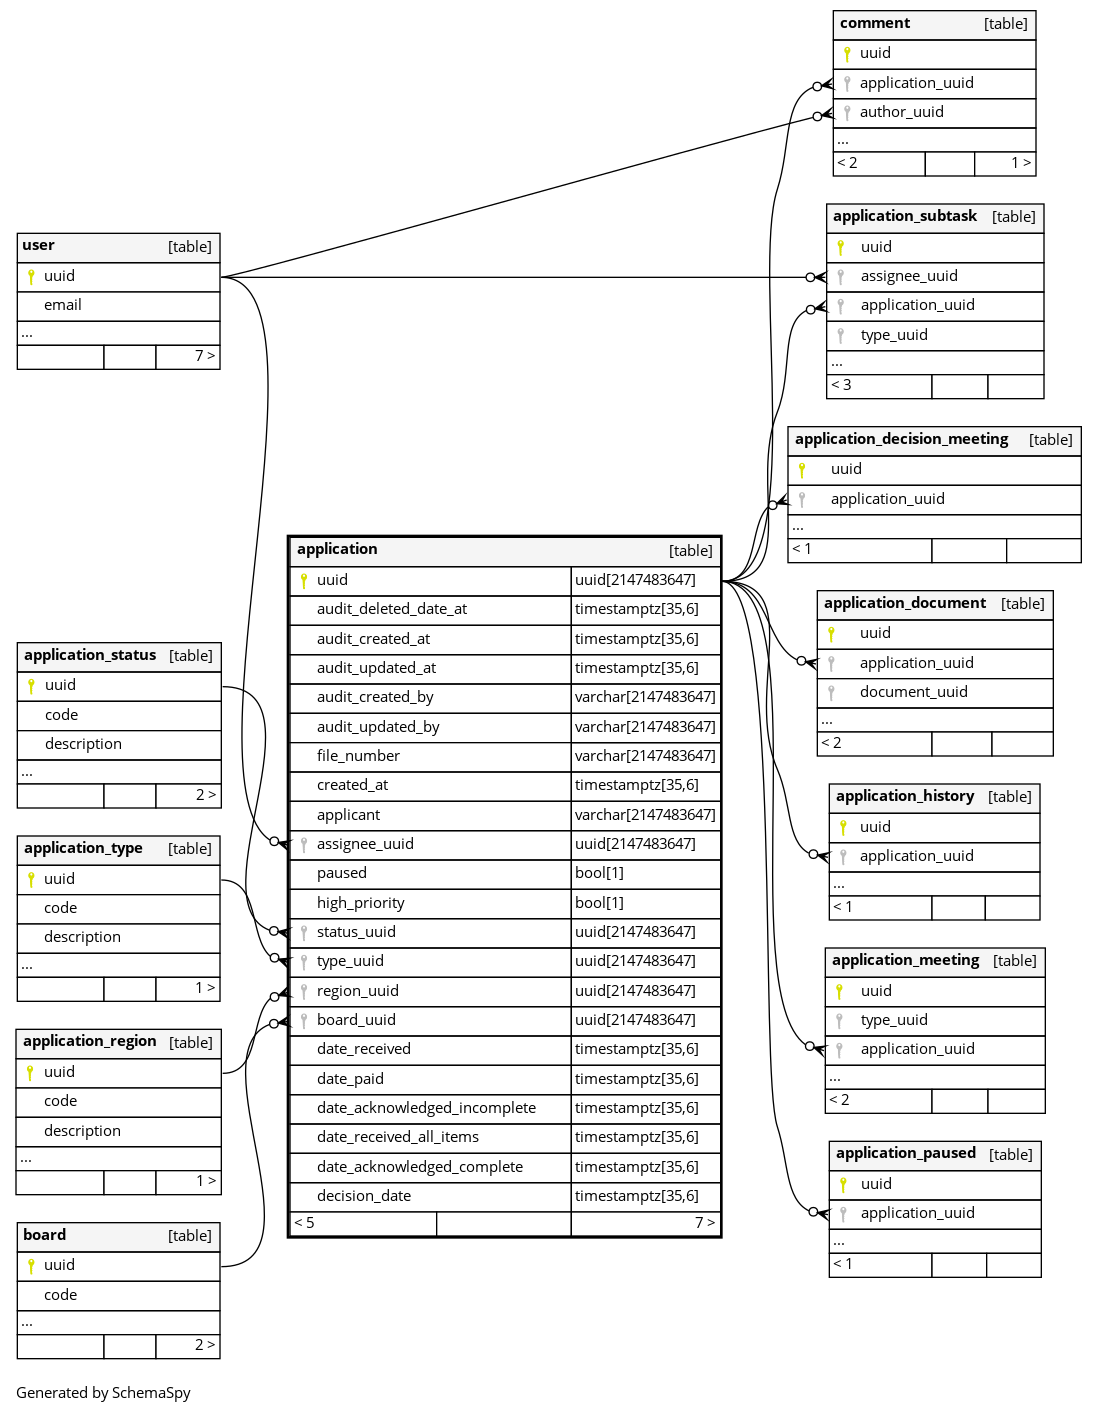 comment [table]
uuid
application_uuid
author_uuid
...
< 2 1 >
application_subtask [table]
uuid
assignee_uuid
application_uuid
type_uuid
...
< 3
user [table]
uuid
email
...
7 >
application_decision_meeting [table]
uuid
application_uuid
...
< 1
application [table]
uuid uuid[2147483647]
audit_deleted_date_at timestamptz[35,6]
audit_created_at timestamptz[35,6]
audit_updated_at timestamptz[35,6]
audit_created_by varchar[2147483647]
audit_updated_by varchar[2147483647]
file_number varchar[2147483647]
created_at timestamptz[35,6]
applicant varchar[2147483647]
assignee_uuid uuid[2147483647]
paused bool[1]
high_priority bool[1]
status_uuid uuid[2147483647]
type_uuid uuid[2147483647]
region_uuid uuid[2147483647]
board_uuid uuid[2147483647]
date_received timestamptz[35,6]
date_paid timestamptz[35,6]
date_acknowledged_incomplete timestamptz[35,6]
date_received_all_items timestamptz[35,6]
date_acknowledged_complete timestamptz[35,6]
decision_date timestamptz[35,6]
< 5 7 >
application_document [table]
uuid
application_uuid
document_uuid
...
< 2
application_status [table]
uuid
code
description
...
2 >
application_history [table]
uuid
application_uuid
...
< 1
application_type [table]
uuid
code
description
...
1 >
application_meeting [table]
uuid
type_uuid
application_uuid
...
< 2
application_region [table]
uuid
code
description
...
1 >
application_paused [table]
uuid
application_uuid
...
< 1
board [table]
uuid
code
...
2 >
Generated by SchemaSpy